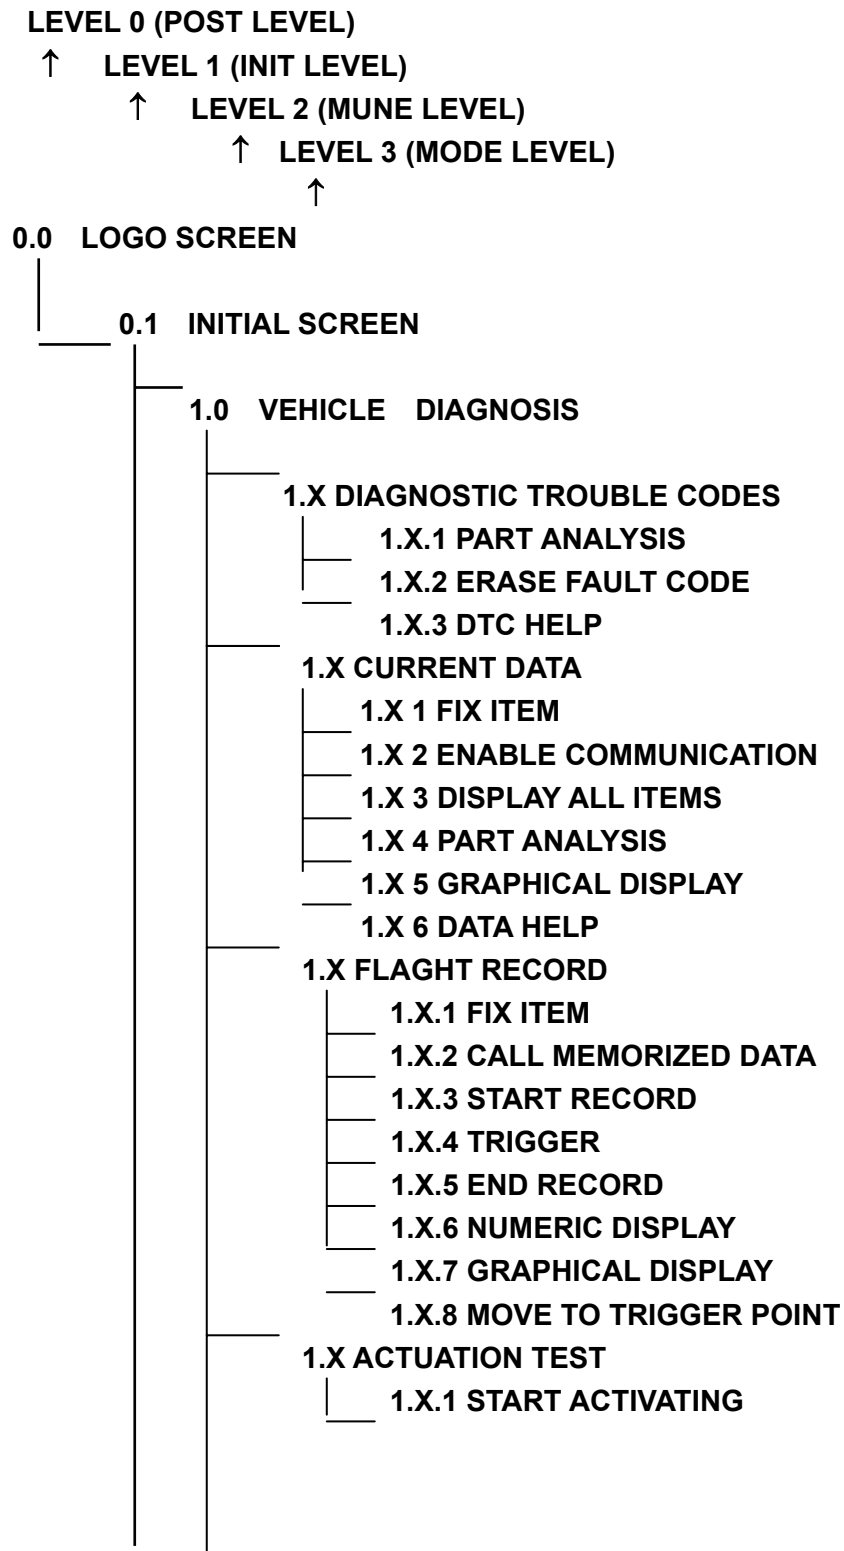 LEVEL 0 (POST LEVEL)
↑ LEVEL 1 (INIT LEVEL)
↑ LEVEL 2 (MUNE LEVEL)
↑ LEVEL 3 (MODE LEVEL)
↑
0.0 LOGO SCREEN
0.1 INITIAL SCREEN
1.0 VEHICLE DIAGNOSIS
1.X DIAGNOSTIC TROUBLE CODES
1.X.1 PART ANALYSIS
1.X.2 ERASE FAULT CODE
1.X.3 DTC HELP
1.X CURRENT DATA
1.X 1 FIX ITEM
1.X 2 ENABLE COMMUNICATION
1.X 3 DISPLAY ALL ITEMS
1.X 4 PART ANALYSIS
1.X 5 GRAPHICAL DISPLAY
1.X 6 DATA HELP
1.X FLAGHT RECORD
1.X.1 FIX ITEM
1.X.2 CALL MEMORIZED DATA
1.X.3 START RECORD
1.X.4 TRIGGER
1.X.5 END RECORD
1.X.6 NUMERIC DISPLAY
1.X.7 GRAPHICAL DISPLAY
1.X.8 MOVE TO TRIGGER POINT
1.X ACTUATION TEST
1.X.1 START ACTIVATING